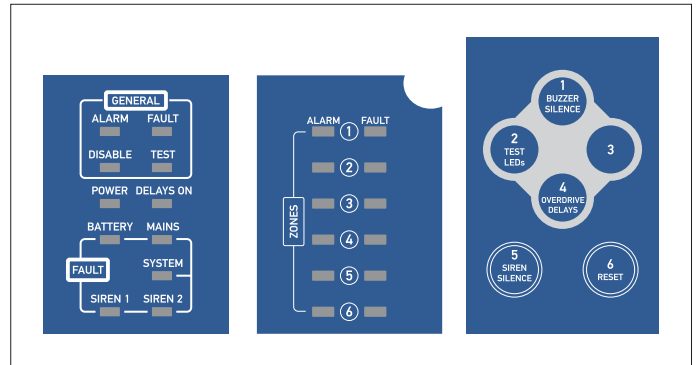 GENERAL
ALARM FAULT
DISABLE TEST
POWER DELAYS ON
BATTERY MAINS
FAULT
SYSTEM
SIREN 1 SIREN 2
ALARM FAULT
1
2
3
4
5
6
ZONES
1
BUZZER
SILENCE
2
TEST
LEDs
3
4
OVERDRIVE
DELAYS
5
SIREN
SILENCE
6
RESET